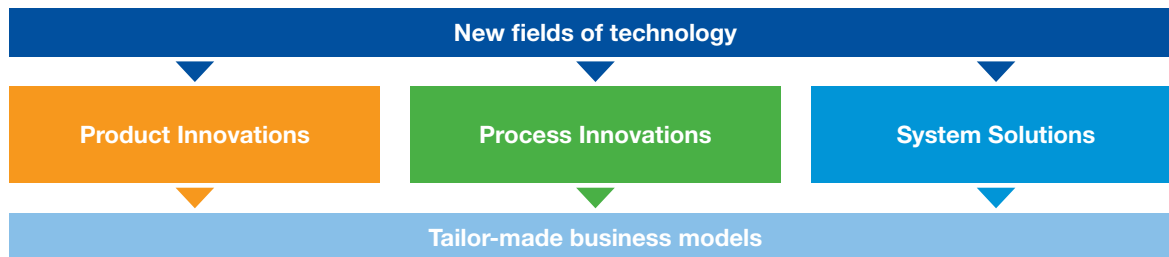 New fields of technology
Product Innovations
Process Innovations
System Solutions
Tailor-made business models